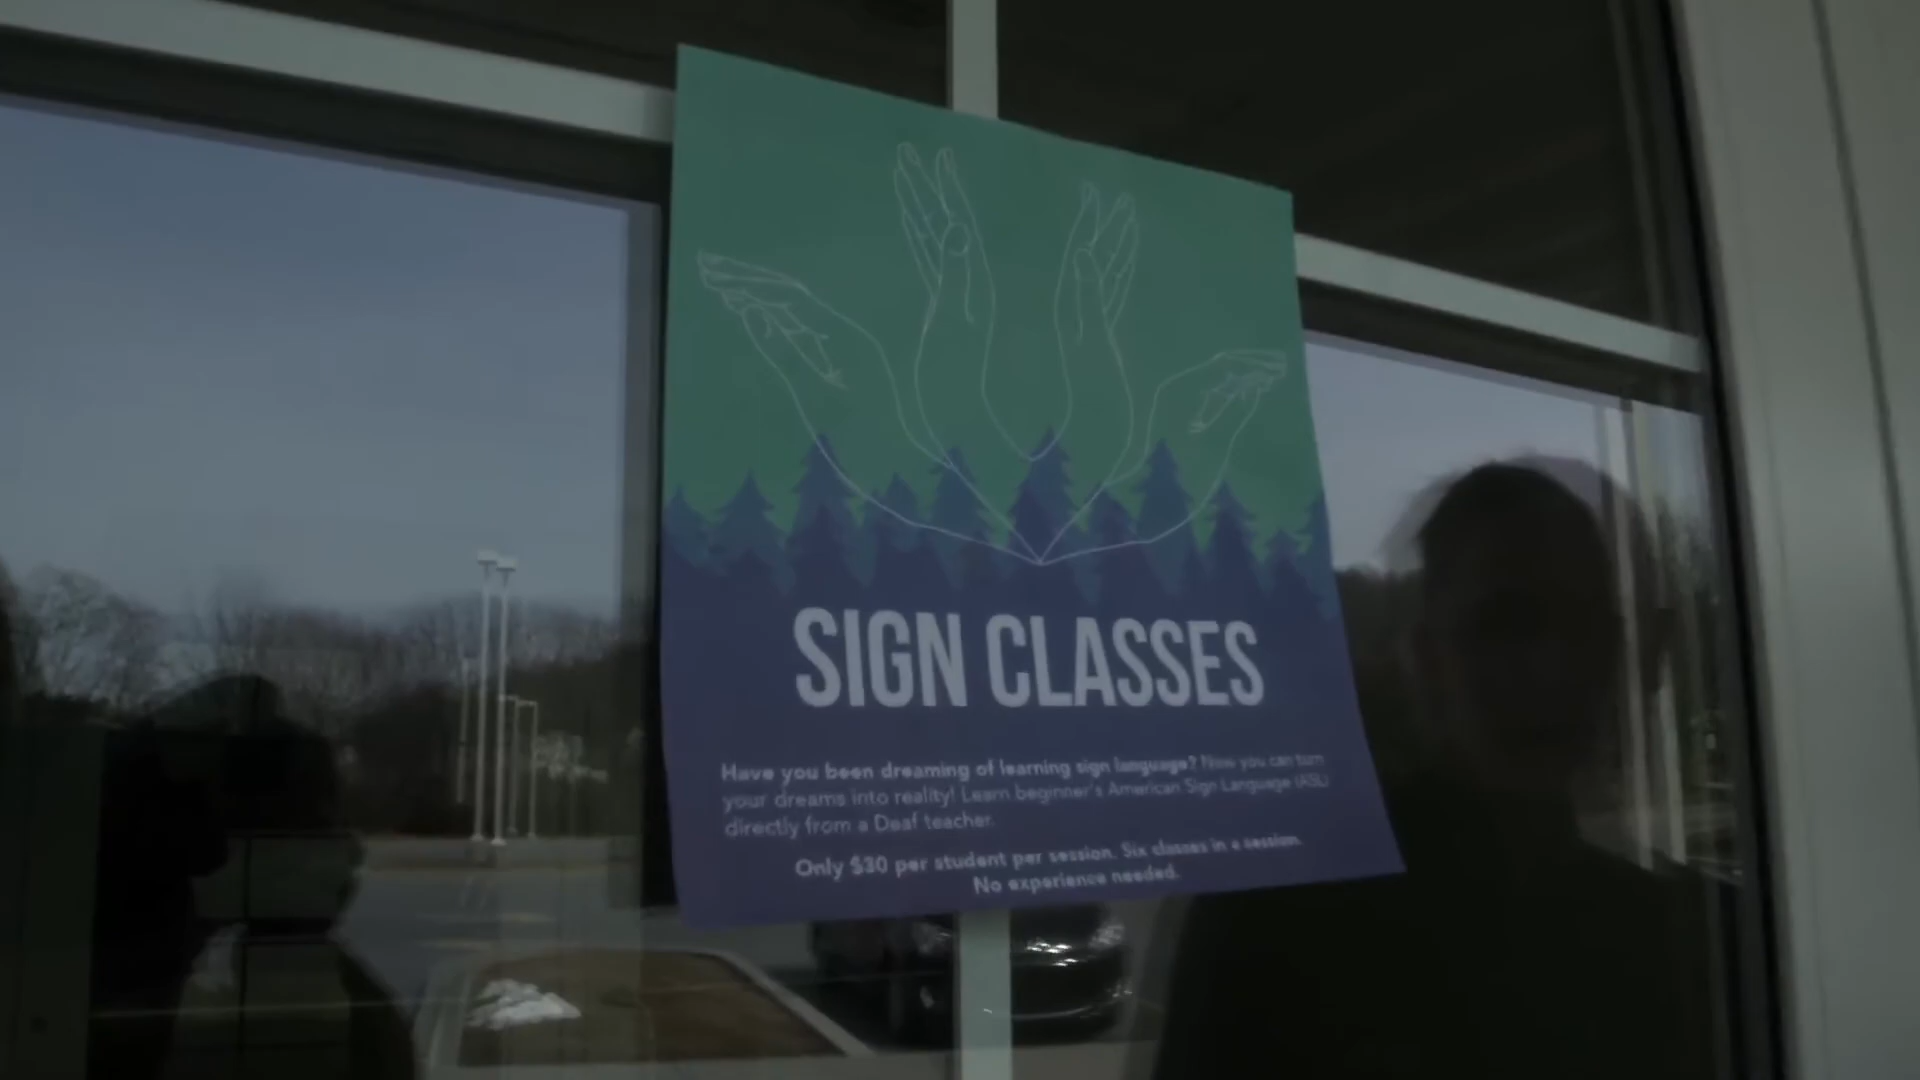 SIGN CLASSES
Have you been dreaming of learning sign language? Now you can turn
your dreams into reality! Learn beginner's American Sign Language (ASL)
directly from a Deaf teacher.
Only $30 per student per session. Six classes in a session.
No experience needed.